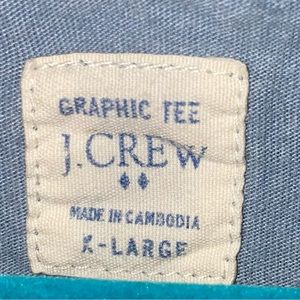 GRAPHIC TEE
J.CREW
MADE IN CAMBODIA
X-LARGE